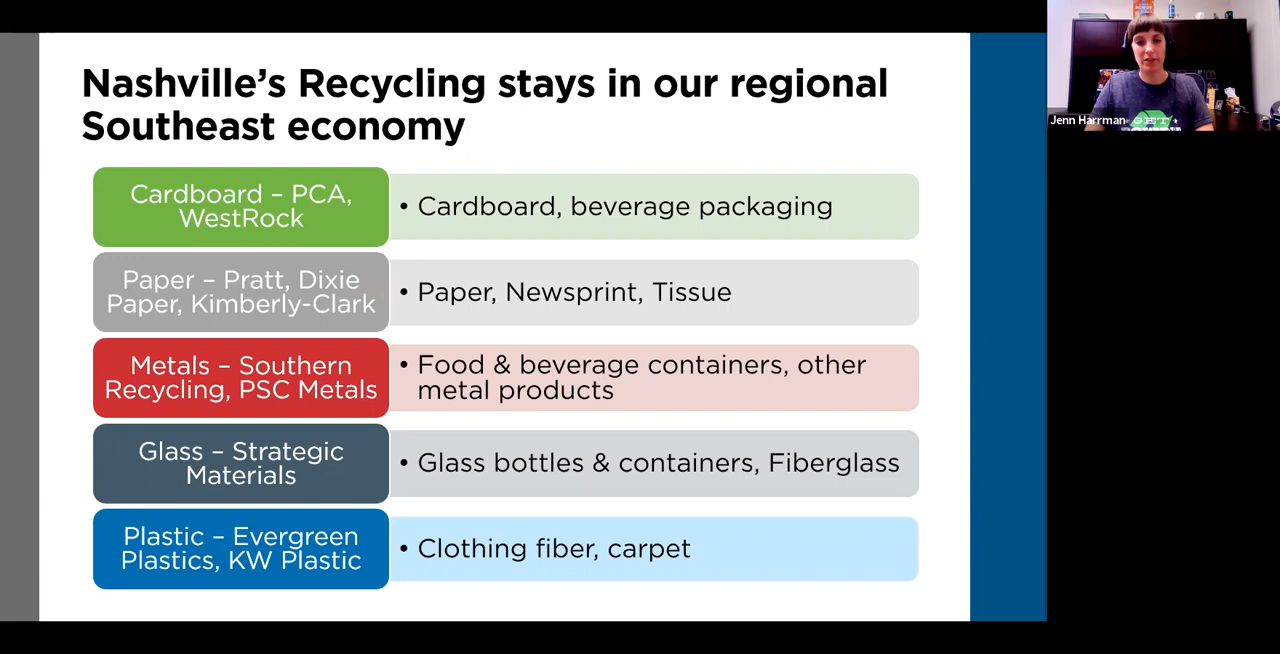 Nashville’s Recycling stays in our regional
Southeast economy
Cardboard – PCA,
WestRock
• Cardboard, beverage packaging
Paper – Pratt, Dixie
Paper, Kimberly-Clark
• Paper, Newsprint, Tissue
Metals – Southern
Recycling, PSC Metals
• Food & beverage containers, other
metal products
Glass – Strategic
Materials
• Glass bottles & containers, Fiberglass
Plastic – Evergreen
Plastics, KW Plastic
• Clothing fiber, carpet
Jenn Harrman
GET